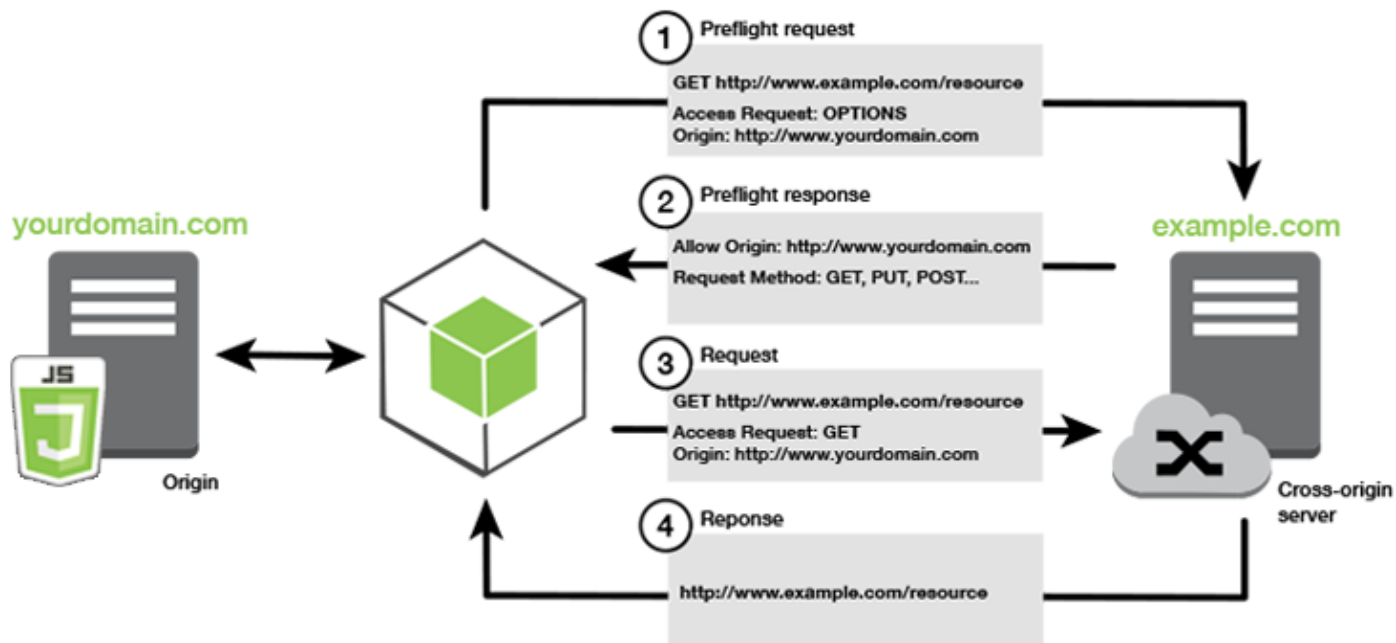 1 Preflight request
GET http://www.example.com/resource
Access Request: OPTIONS
Origin: http://www.yourdomain.com
2 Preflight response
Allow Origin: http://www.yourdomain.com
Request Method: GET, PUT, POST...
yourdomain.com
JS
Origin
example.com
3 Request
GET http://www.example.com/resource
Access Request: GET
Origin: http://www.yourdomain.com
Cross-origin
server
4 Reponse
http://www.example.com/resource